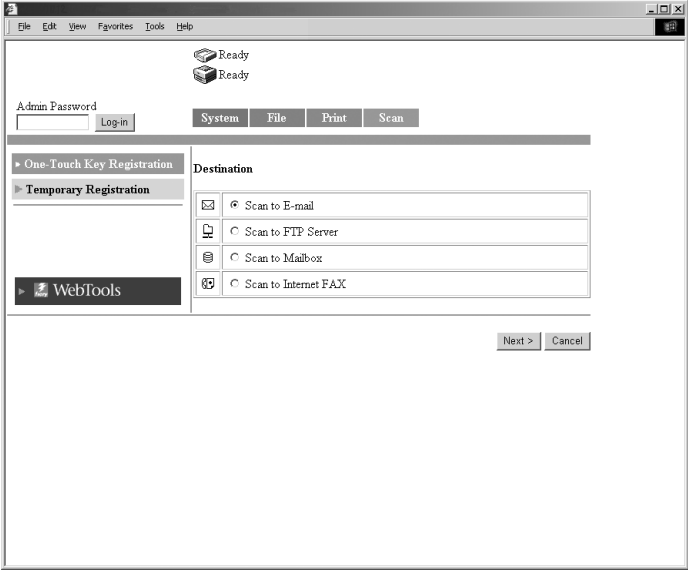 File Edit View Favorites Tools Help
Ready
Ready
Admin Password
Log-in
System File Print Scan
One-Touch Key Registration
Temporary Registration
Destination
Scan to E-mail
Scan to FTP Server
Scan to Mailbox
Scan to Internet FAX
WebTools
Next > Cancel